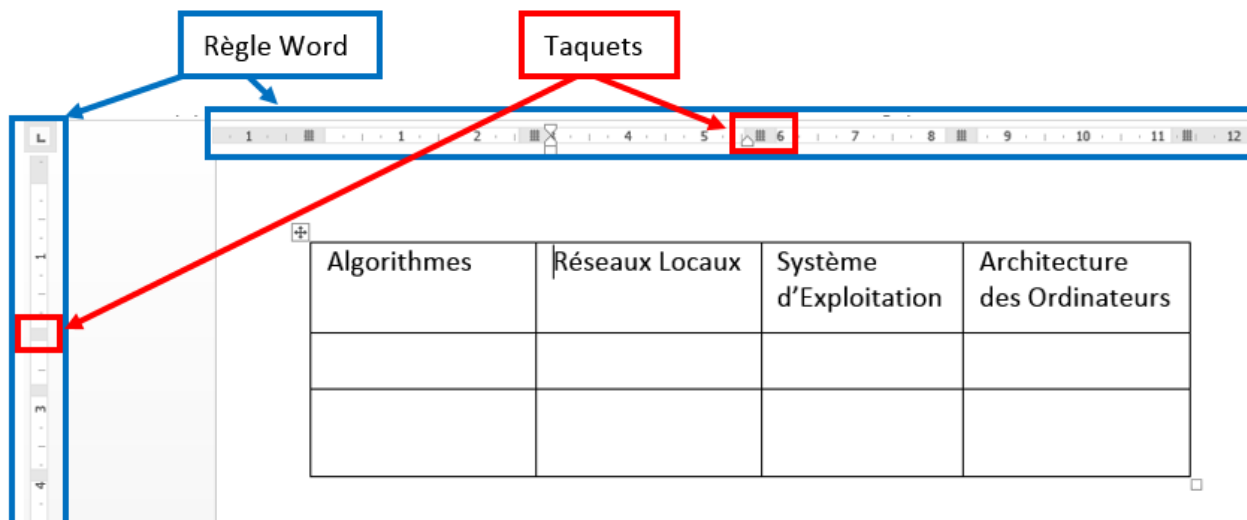 Règle Word
Taquets
1 1 2 4 5 6 7 8 9 10 11 12
L
1
3
4
Algorithmes
Réseaux Locaux
Système
d’Exploitation
Architecture
des Ordinateurs